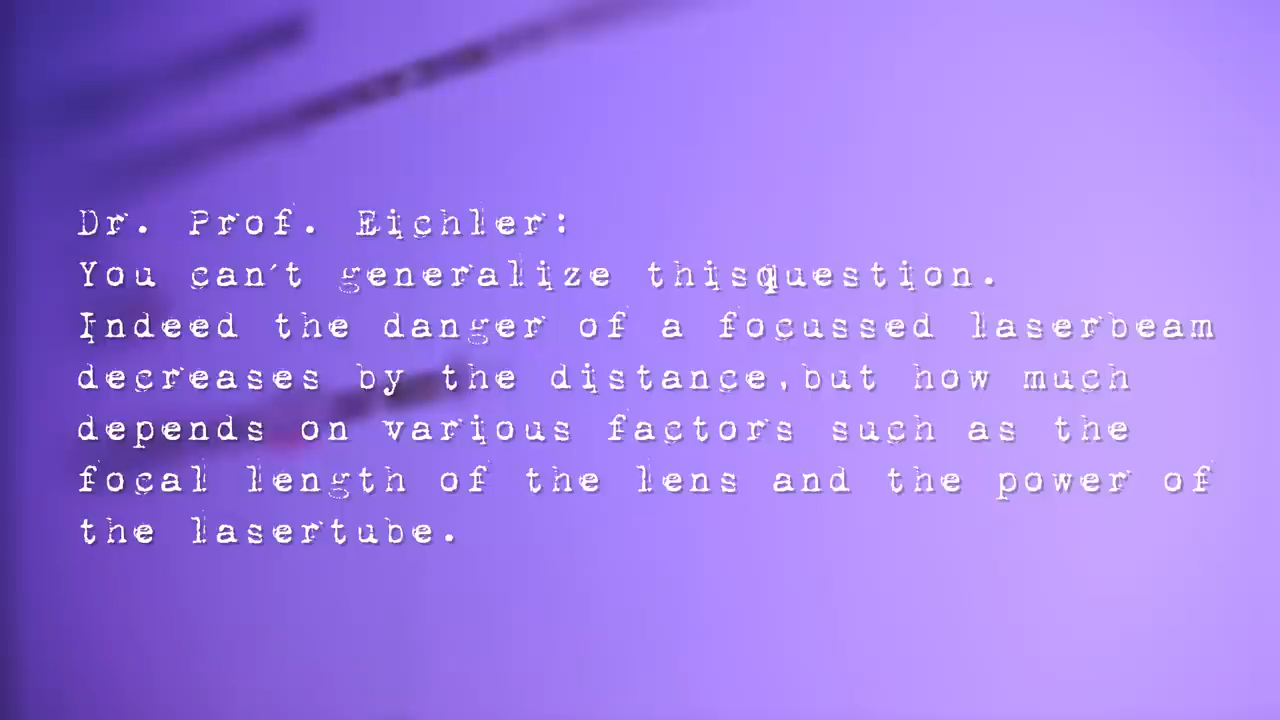 Dr. Prof. Eichler:
You can´t generalize thisquestion.
Indeed the danger of a focussed laserbeam
decreases by the distance,but how much
depends on various factors such as the
focal length of the lens and the power of
the lasertube.